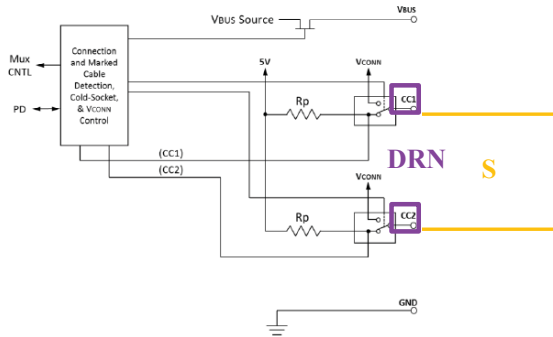 VBUS Source
VBUS
Connection
and Marked
Cable
Detection,
Cold-Socket,
& VCONN
Control
Mux
CNTL
PD
5V
VCONN
Rp
CC1
(CC1)
DRN
S
(CC2)
VCONN
Rp
CC2
GND